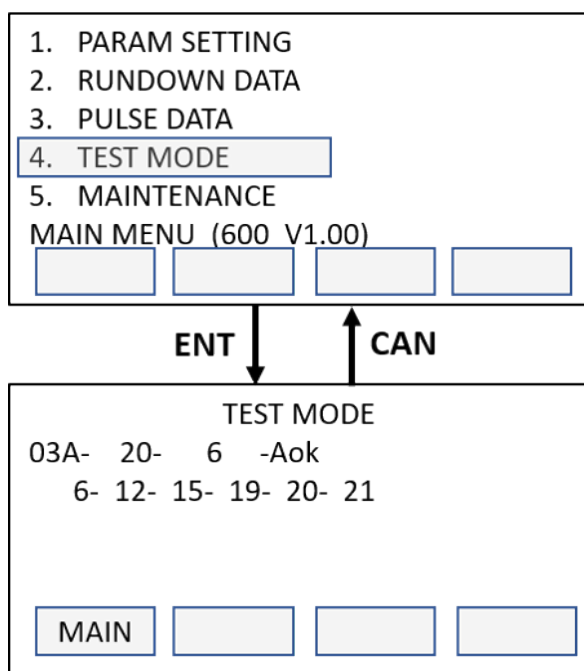 1. PARAM SETTING
2. RUNDOWN DATA
3. PULSE DATA
4. TEST MODE
5. MAINTENANCE
MAIN MENU (600 V1.00)
ENT CAN
TEST MODE
03A- 20- 6 -Aok
6- 12- 15- 19- 20- 21
MAIN